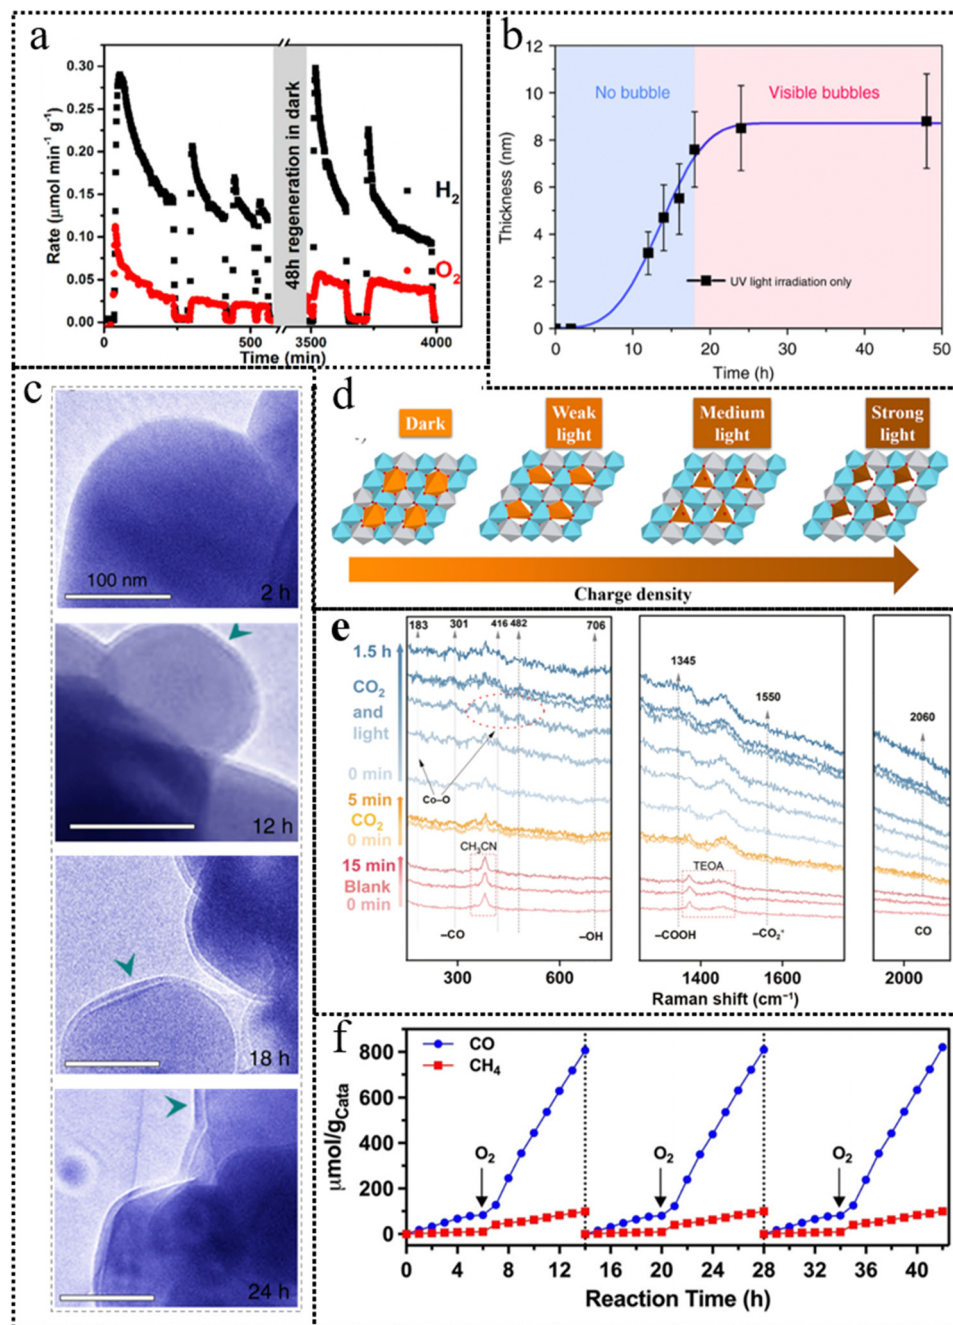 a
0.30
0.25
0.20
0.15
0.10
0.05
0.00
Rate (μmol min⁻¹ g⁻¹)
48h regeneration in dark
H₂
O₂
0
500
3500
4000
Time (min)
b
12
10
8
6
4
2
0
Thickness (nm)
No bubble
Visible bubbles
UV light irradiation only
0
10
20
30
40
50
Time (h)
c
100 nm
2 h
12 h
18 h
24 h
d
Dark
Weak light
Medium light
Strong light
Charge density
e
183
301
416
482
706
1345
1550
2060
1.5 h
CO₂
and
light
0 min
5 min
CO₂
0 min
15 min
Blank
0 min
Co–O
CH₃CN
TEOA
–CO
–OH
–COOH
–CO₂*
CO
300
600
1400
1600
2000
Raman shift (cm⁻¹)
f
CO
CH₄
800
600
400
200
0
μmol/gCata
O₂
O₂
O₂
0
4
8
12
16
20
24
28
32
36
40
Reaction Time (h)